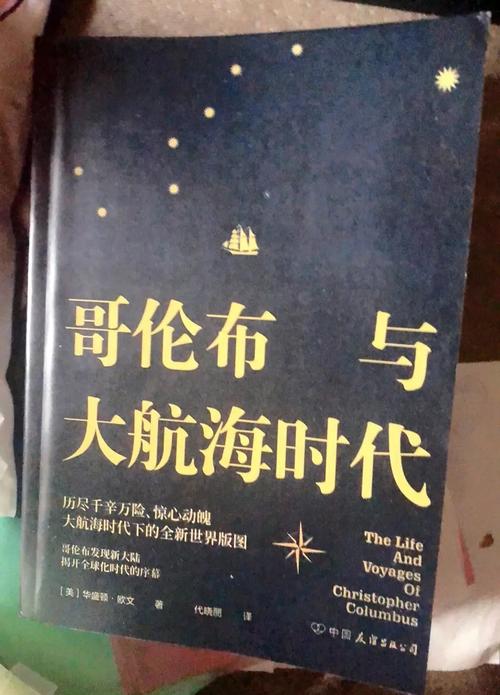 哥伦布 与
大航海时代
历尽千辛万险、惊心动魄
大航海时代下的全新世界版图
哥伦布发现新大陆
揭开全球化时代的序幕
[美] 华盛顿·欧文 著 代晓丽 译
The Life
And
Voyages
Of
Christopher
Columbus
中国友谊出版公司